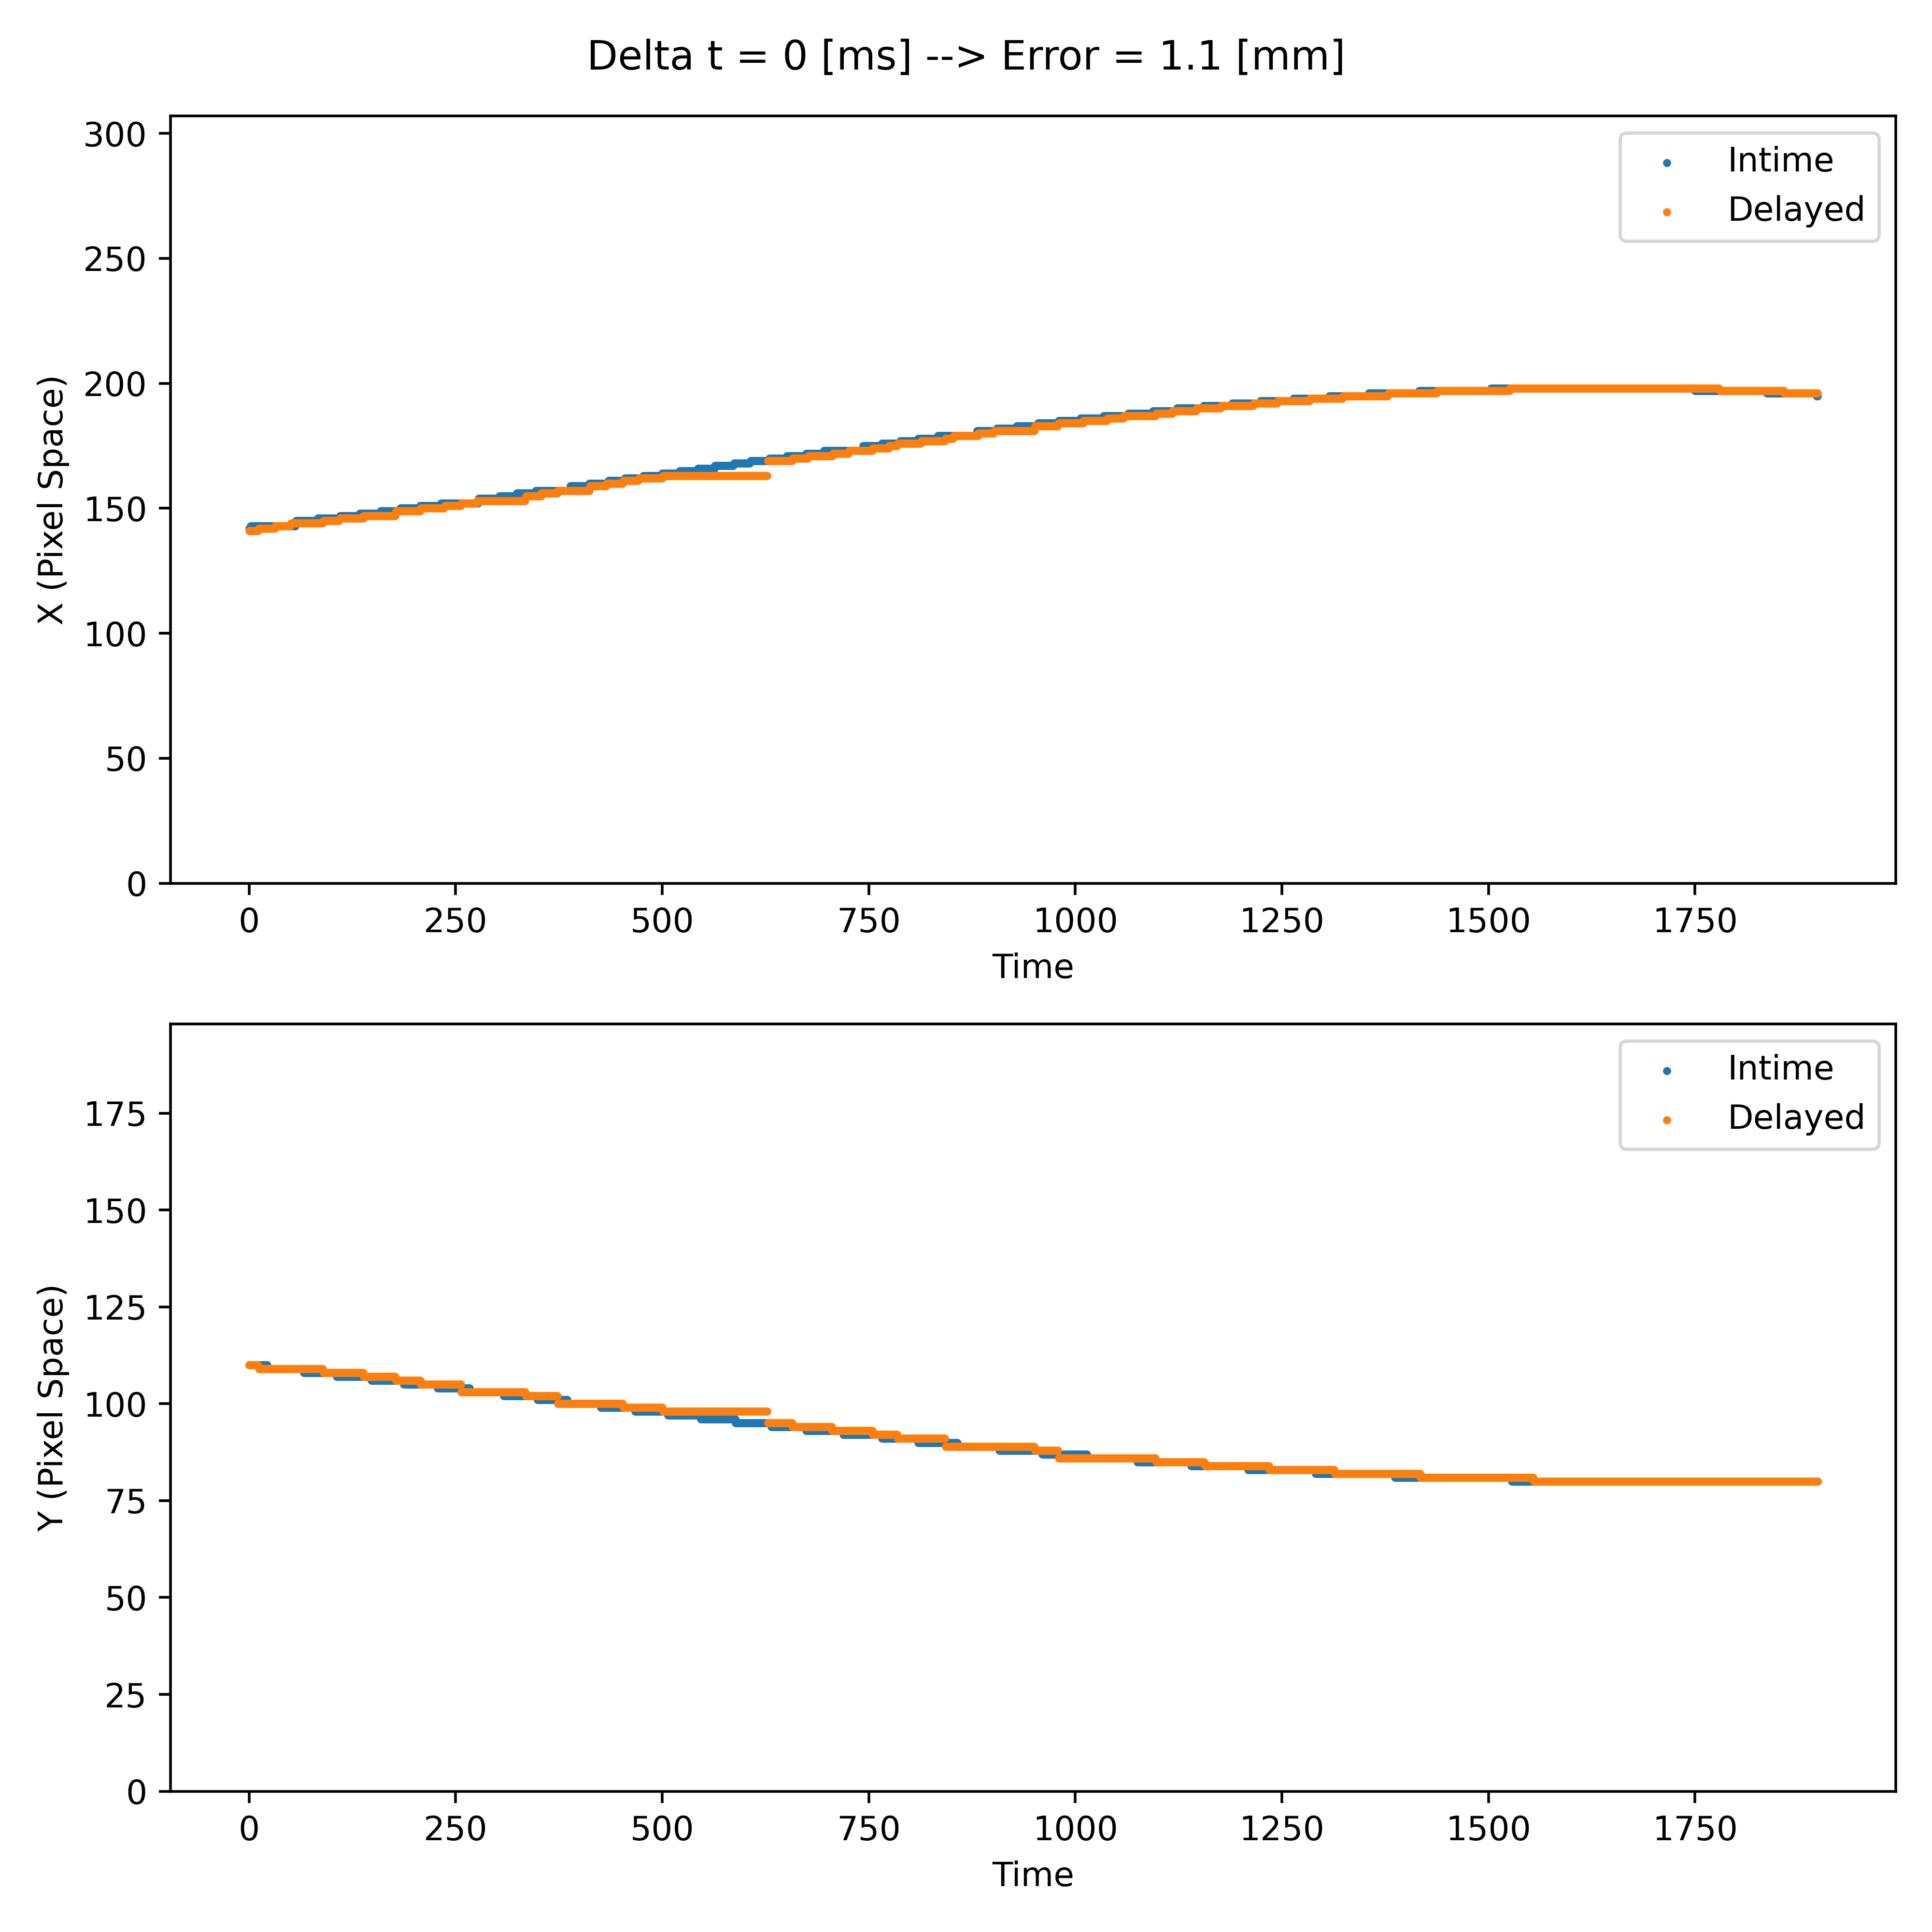 Delta t = 0 [ms] --> Error = 1.1 [mm]
300
250
200
150
100
50
0
X (Pixel Space)
Intime
Delayed
0 250 500 750 1000 1250 1500 1750
Time
175
150
125
100
75
50
25
0
Y (Pixel Space)
Intime
Delayed
0 250 500 750 1000 1250 1500 1750
Time